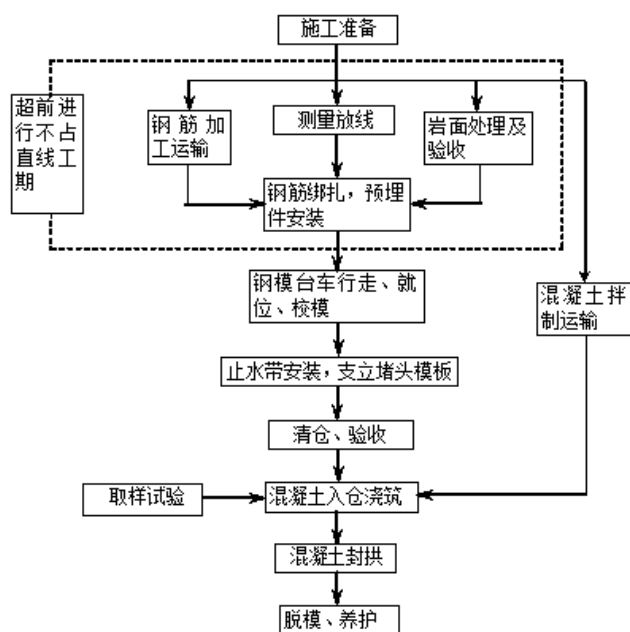 施工准备
超前进
行不占
直线工
期
钢筋加
工运输
测量放线
岩面处理及
验收
钢筋绑扎，预埋
件安装
钢模台车行走、就
位、校模
混凝土拌
制运输
止水带安装，支立堵头模板
清仓、验收
取样试验
混凝土入仓浇筑
混凝土封拱
脱模、养护